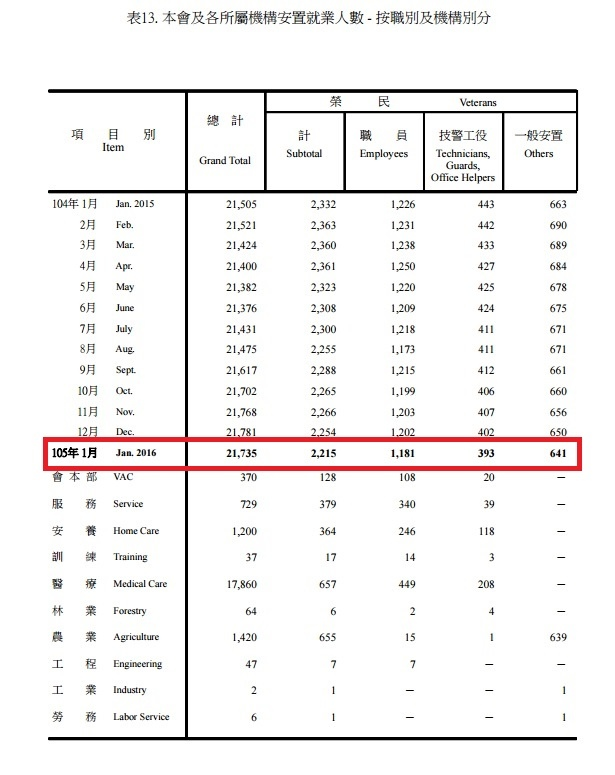 表13. 本會及各所屬機構安置就業人數 - 按職別及機構別分
項 目 別 Item 總 計 Grand Total 榮 民 Veterans
計 Subtotal 職 員 Employees 技警工役 Technicians, Guards, Office Helpers 一般安置 Others
104年 1月 Jan. 2015 21,505 2,332 1,226 443 663
2月 Feb. 21,521 2,363 1,231 442 690
3月 Mar. 21,424 2,360 1,238 433 689
4月 Apr. 21,400 2,361 1,250 427 684
5月 May 21,382 2,323 1,220 425 678
6月 June 21,376 2,308 1,209 424 675
7月 July 21,431 2,300 1,218 411 671
8月 Aug. 21,475 2,255 1,173 411 671
9月 Sept. 21,617 2,288 1,215 412 661
10月 Oct. 21,702 2,265 1,199 406 660
11月 Nov. 21,768 2,266 1,203 407 656
12月 Dec. 21,781 2,254 1,202 402 650
105年 1月 Jan. 2016 21,735 2,215 1,181 393 641
會 本 部 VAC 370 128 108 20 —
服 務 Service 729 379 340 39 —
安 養 Home Care 1,200 364 246 118 —
訓 練 Training 37 17 14 3 —
醫 療 Medical Care 17,860 657 449 208 —
林 業 Forestry 64 6 2 4 —
農 業 Agriculture 1,420 655 15 1 639
工 程 Engineering 47 7 7 — —
工 業 Industry 2 1 — — 1
勞 務 Labor Service 6 1 — — 1